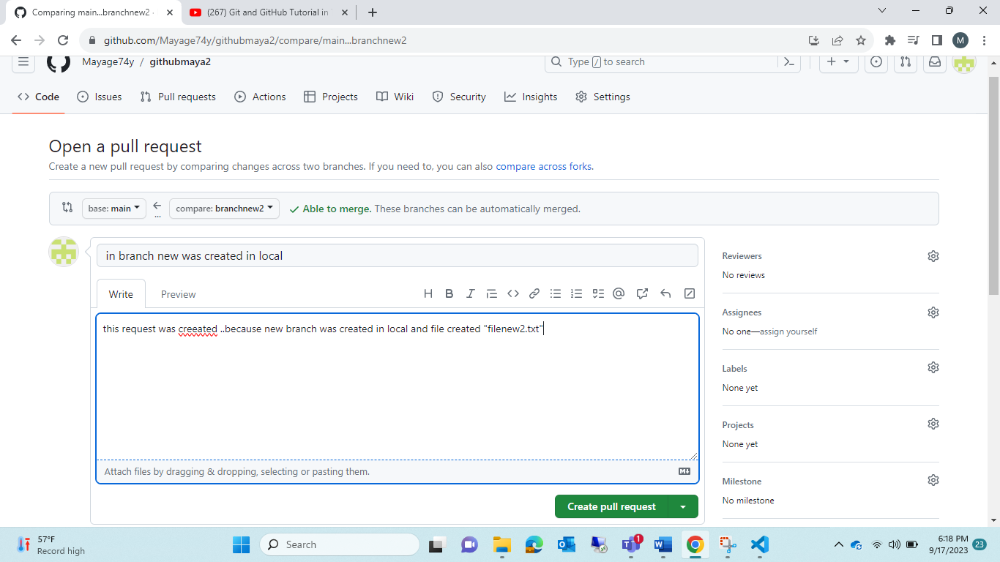 Comparing main...branchnew2 ·
(267) Git and GitHub Tutorial in
github.com/Mayage74y/githubmaya2/compare/main...branchnew2
M
Mayage74y / githubmaya2
Type / to search
Code
Issues
Pull requests
Actions
Projects
Wiki
Security
Insights
Settings
Open a pull request
Create a new pull request by comparing changes across two branches. If you need to, you can also compare across forks.
base: main
compare: branchnew2
Able to merge. These branches can be automatically merged.
in branch new was created in local
Write
Preview
this request was creeated ..because new branch was created in local and file created "filenew2.txt"
Attach files by dragging & dropping, selecting or pasting them.
Create pull request
Reviewers
No reviews
Assignees
No one—assign yourself
Labels
None yet
Projects
None yet
Milestone
No milestone
57°F
Record high
Search
1
6:18 PM
9/17/2023
23